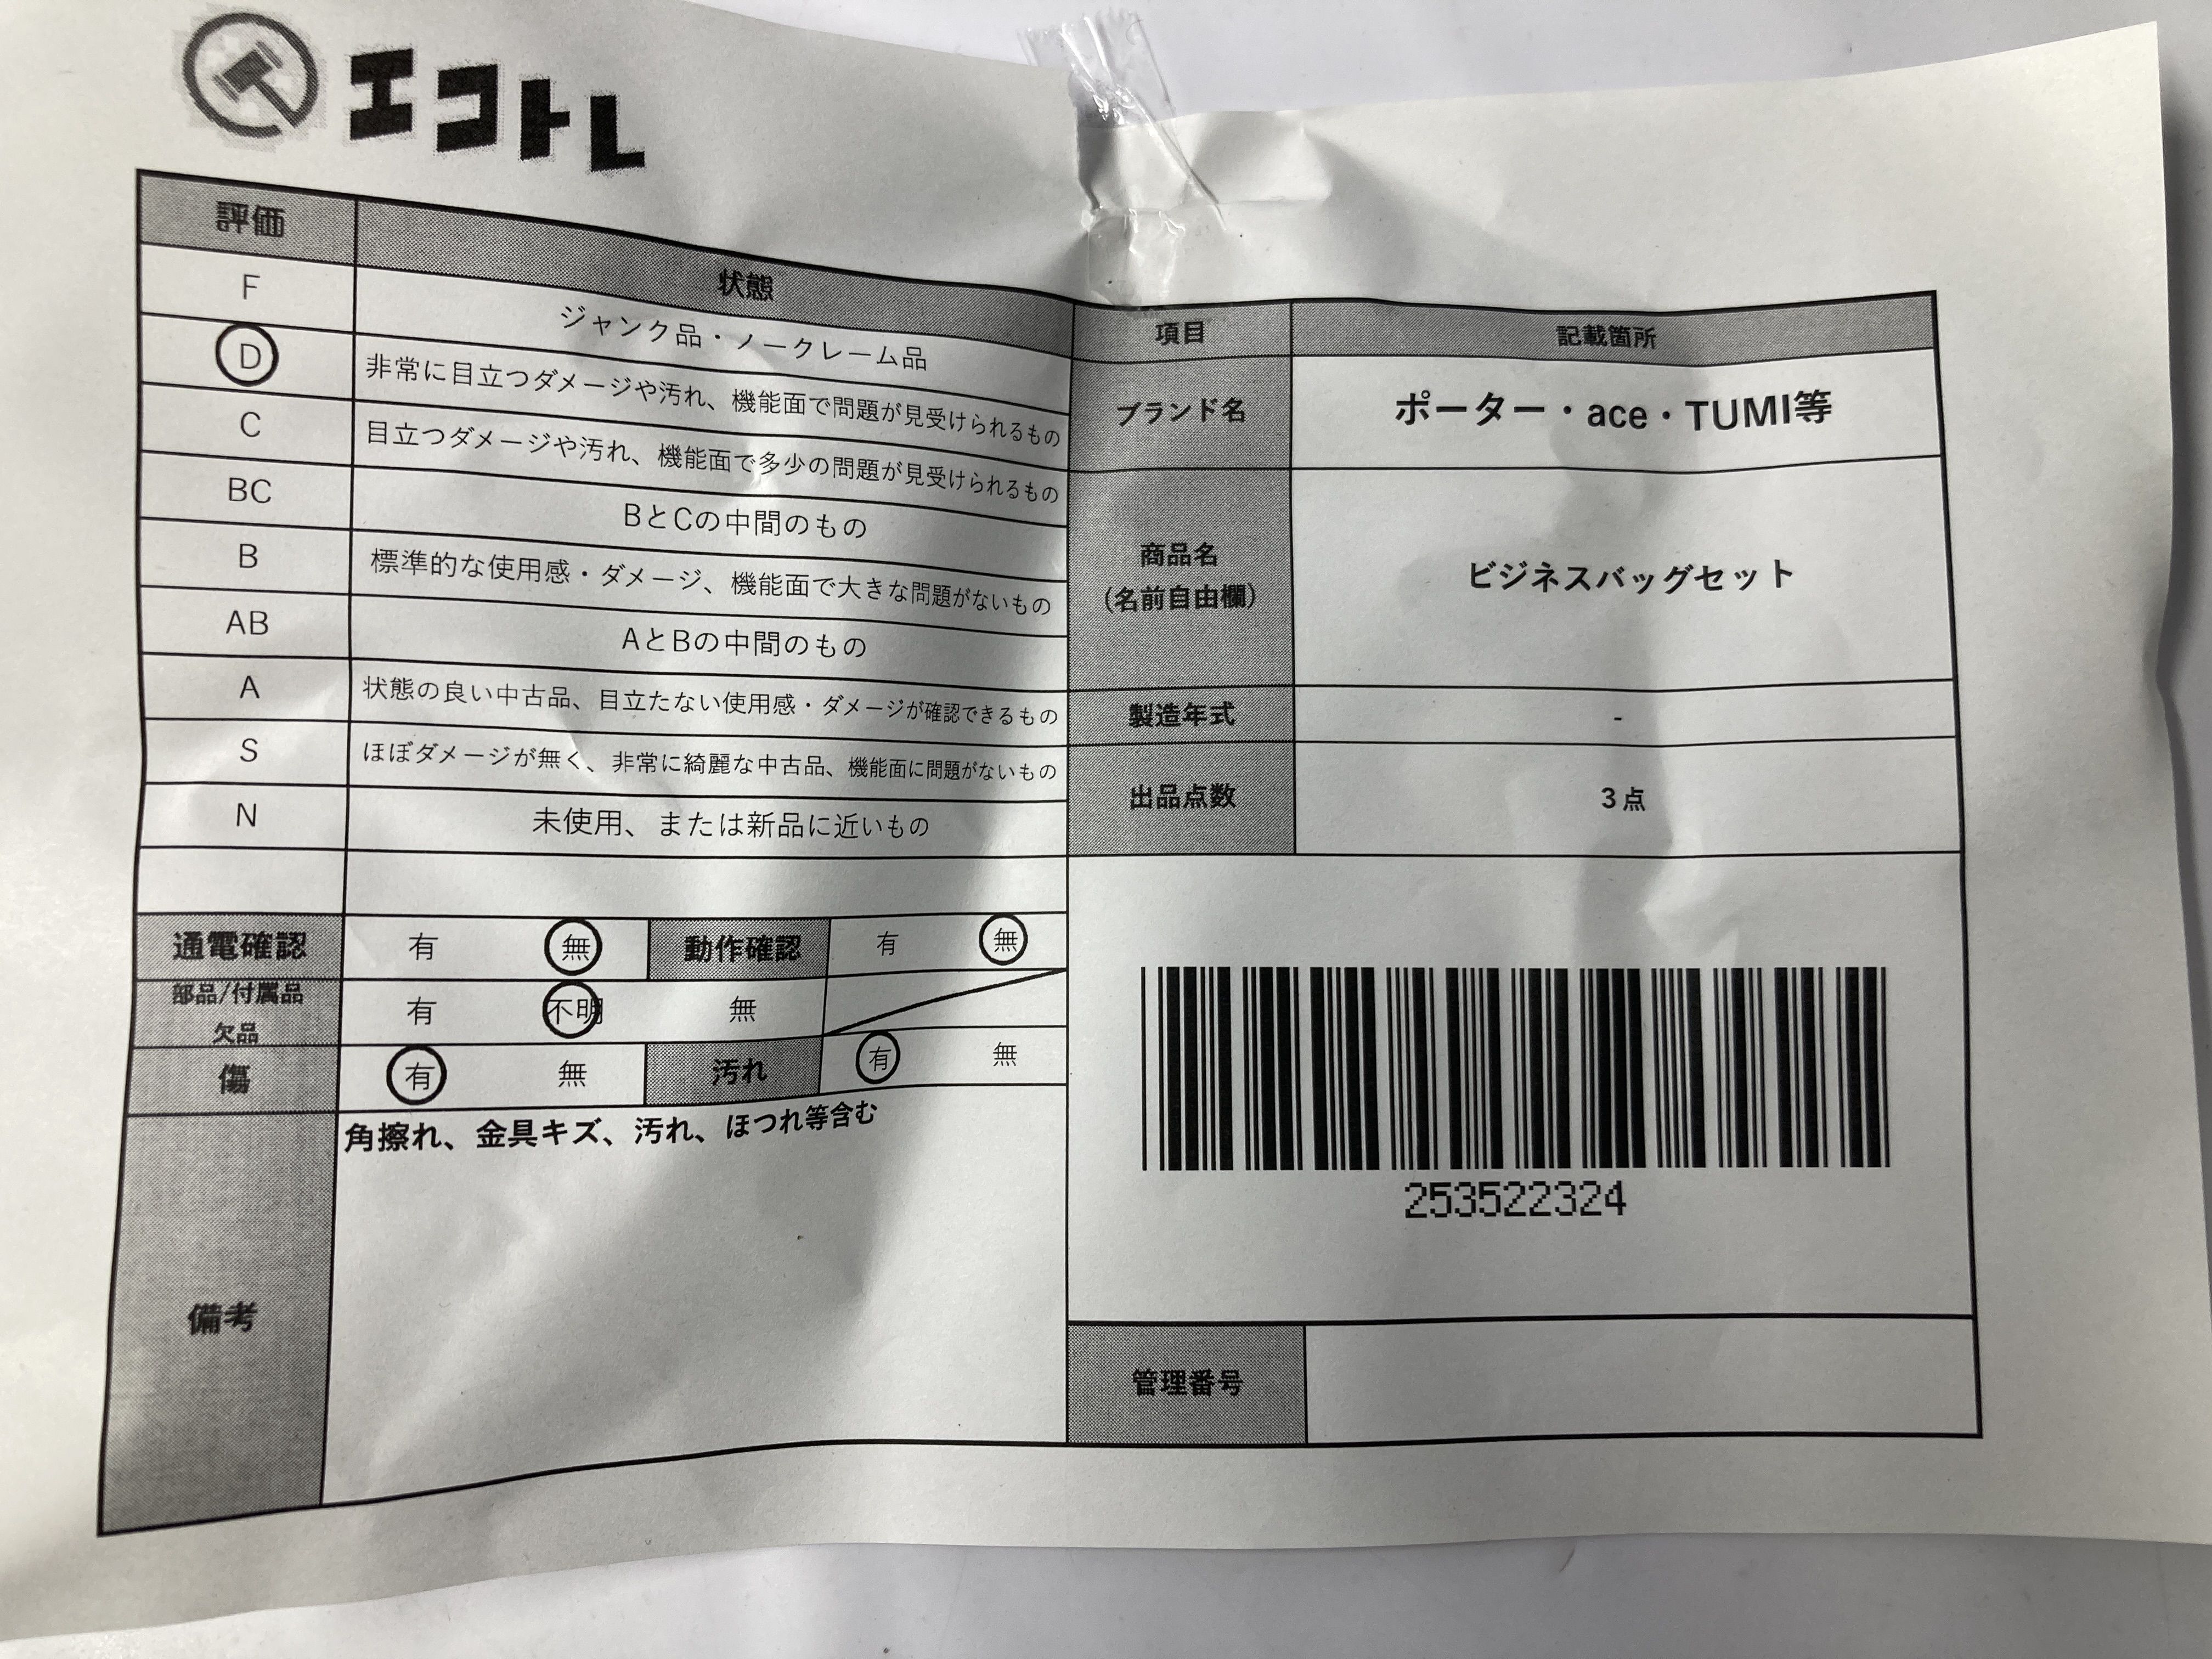 エコトレ
評価
状態
F
ジャンク品・ノークレーム品
D
非常に目立つダメージや汚れ、機能面で問題が見受けられるもの
C
目立つダメージや汚れ、機能面で多少の問題が見受けられるもの
BC
BとCの中間のもの
B
標準的な使用感・ダメージ、機能面で大きな問題がないもの
AB
AとBの中間のもの
A
状態の良い中古品、目立たない使用感・ダメージが確認できるもの
S
ほぼダメージが無く、非常に綺麗な中古品、機能面に問題がないもの
N
未使用、または新品に近いもの
通電確認 有 無 動作確認 有 無
部品/付属品
欠品
有 不明 無
傷 有 無 汚れ 有 無
備考
角擦れ、金具キズ、汚れ、ほつれ等含む
項目 記載箇所
ブランド名 ポーター・ace・TUMI等
商品名
(名前自由欄)
ビジネスバッグセット
製造年式 -
出品点数 3点
253522324
管理番号